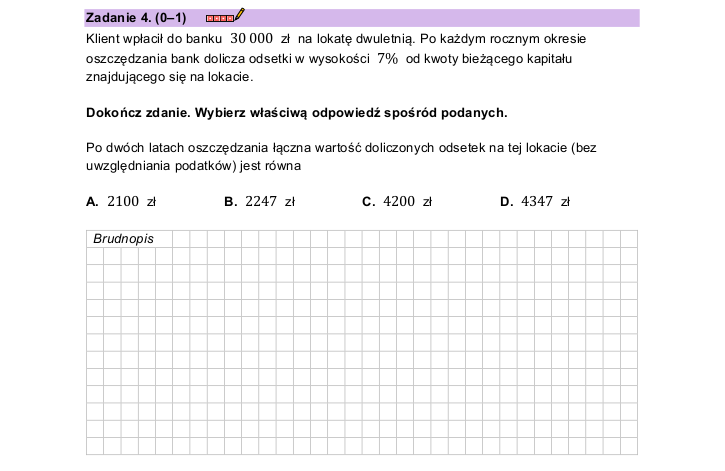 Zadanie 4. (0–1)
Klient wpłacił do banku 30 000 zł na lokatę dwuletnią. Po każdym rocznym okresie
oszczędzania bank dolicza odsetki w wysokości 7% od kwoty bieżącego kapitału
znajdującego się na lokacie.
Dokończ zdanie. Wybierz właściwą odpowiedź spośród podanych.
Po dwóch latach oszczędzania łączna wartość doliczonych odsetek na tej lokacie (bez
uwzględniania podatków) jest równa
A. 2100 zł B. 2247 zł C. 4200 zł D. 4347 zł
Brudnopis